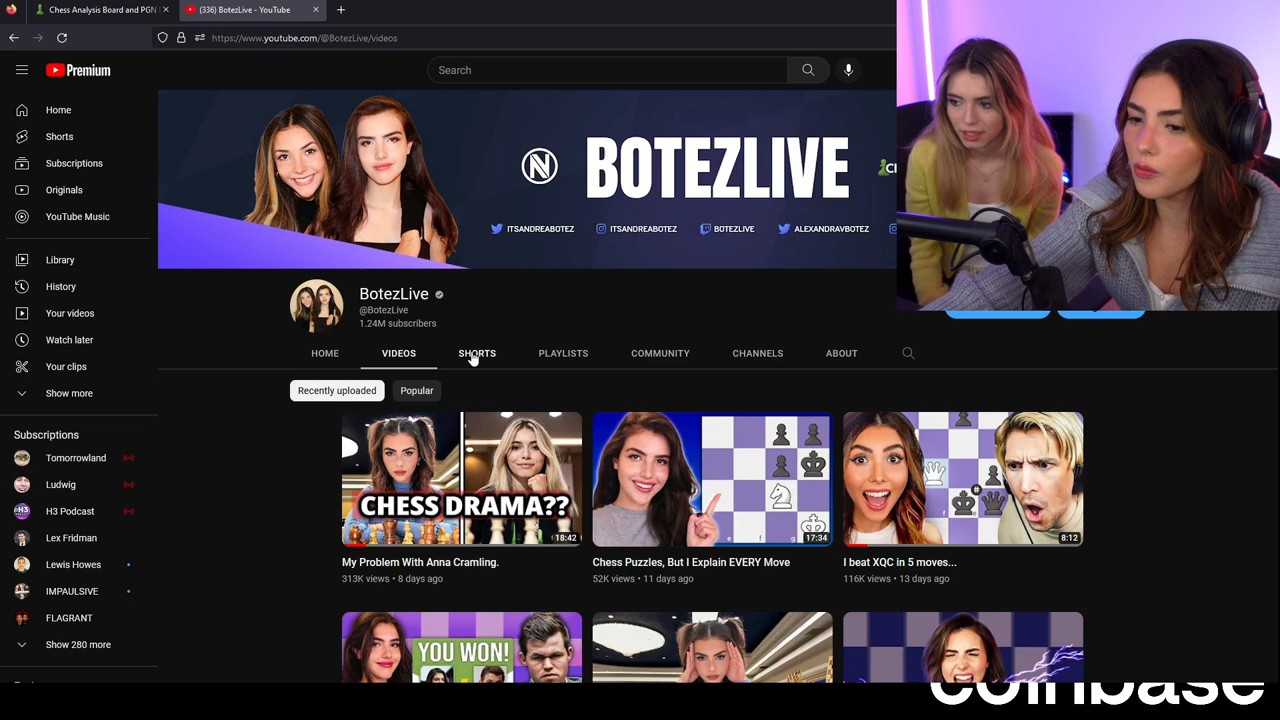 Chess Analysis Board and PGN
(336) BotezLive - YouTube
https://www.youtube.com/@BotezLive/videos
Premium
Search
Home
Shorts
Subscriptions
Originals
YouTube Music
Library
History
Your videos
Watch later
Your clips
Show more
Subscriptions
Tomorrowland
Ludwig
H3 Podcast
Lex Fridman
Lewis Howes
IMPAULSIVE
FLAGRANT
Show 280 more
BOTEZLIVE
ITSANDREABOTEZ ITSANDREABOTEZ BOTEZLIVE ALEXANDRAVBOTEZ
BotezLive
@BotezLive
1.24M subscribers
HOME VIDEOS SHORTS PLAYLISTS COMMUNITY CHANNELS ABOUT
Recently uploaded Popular
CHESS DRAMA??
18:42
17:34
8:12
My Problem With Anna Cramling.
313K views • 8 days ago
Chess Puzzles, But I Explain EVERY Move
52K views • 11 days ago
I beat XQC in 5 moves...
116K views • 13 days ago
YOU WON!
coinbase